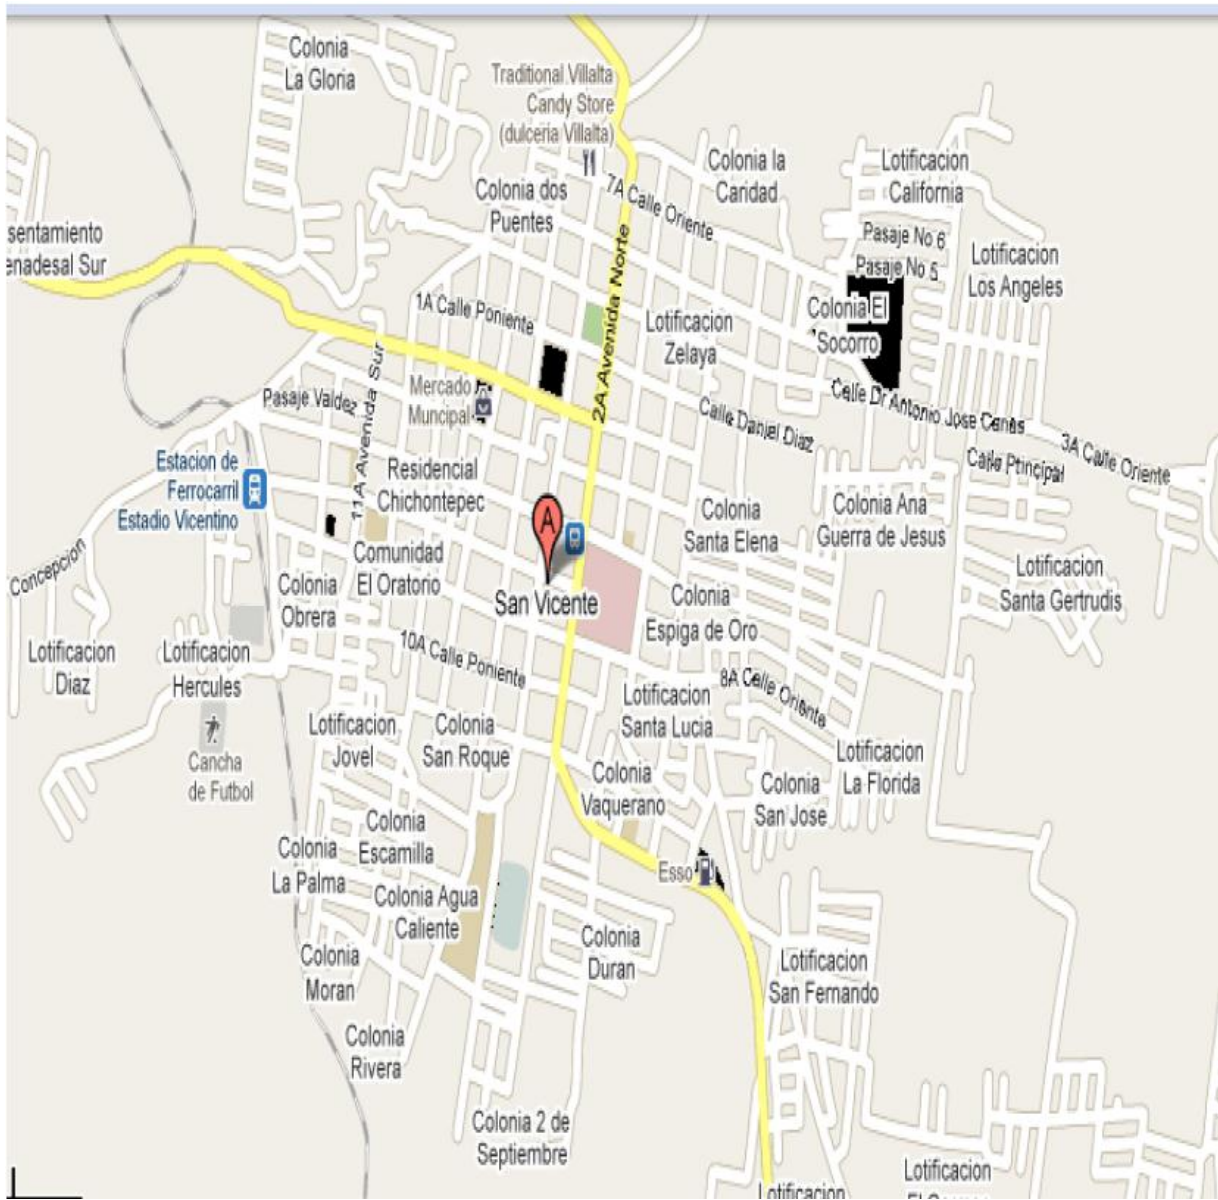 Colonia
La Gloria
Traditional Villalta
Candy Store
(dulceria Villalta)
Colonia la
Caridad
Lotificacion
California
Colonia dos
Puentes
7A Calle Oriente
Pasaje No 6
Pasaje No 5
sentamiento
enadesal Sur
Lotificacion
Los Angeles
2A Avenida Norte
1A Calle Poniente
Lotificacion
Zelaya
Colonia El
Socorro
11A Avenida Sur
Mercado
Muncipal
Pasaje Valdez
Calle Daniel Diaz
Calle Dr Antonio Jose Canas
3A Calle Oriente
Calle Principal
Estacion de
Ferrocarril
Estadio Vicentino
Residencial
Chichontepec
A
Colonia
Santa Elena
Colonia Ana
Guerra de Jesus
Concepcion
Comunidad
El Oratorio
Colonia
Obrera
San Vicente
Colonia
Espiga de Oro
Lotificacion
Santa Gertrudis
Lotificacion
Diaz
Lotificacion
Hercules
10A Calle Poniente
8A Calle Oriente
Lotificacion
Santa Lucia
Lotificacion
Jovel
Colonia
San Roque
Cancha
de Futbol
Colonia
Vaquerano
Colonia
San Jose
Lotificacion
La Florida
Colonia
Escamilla
Colonia
La Palma
Colonia Agua
Caliente
Esso
Colonia
Duran
Colonia
Moran
Lotificacion
San Fernando
Colonia
Rivera
Colonia 2 de
Septiembre
Lotificacion
Lotificacion